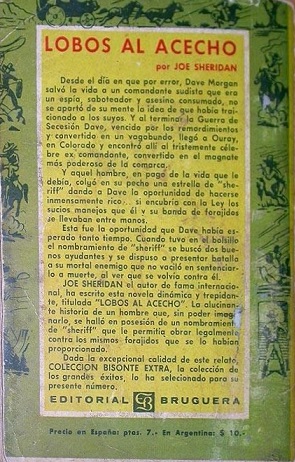 LOBOS AL ACECHO
por JOE SHERIDAN
Desde el día en que por error, Dave Morgan
salvó la vida a un comandante sudista que era
un espía, saboteador y asesino consumado, no
se apartó de su mente la idea de que había trai-
cionado a los suyos. Y al terminar la Guerra de
Secesión Dave, vencido por los remordimientos
y convertido en un vagabundo, llegó a Ouray,
en Colorado y encontró allí al tristemente céle-
bre ex comandante, convertido en el magnate
más poderoso de la comarca.
Y aquel hombre, en pago de la vida que le
debía, colgó en su pecho una estrella de "she-
riff" dando a Dave la oportunidad de hacerse
inmensamente rico... si encubría con la Ley los
sucios manejos que él y su banda de forajidos
se llevaban entre manos.
Esta fue la oportunidad que Dave había es-
perado tanto tiempo. Cuando tuvo en el bolsillo
el nombramiento de "sheriff" se buscó dos bue-
nos ayudantes y se dispuso a presentar batalla
a su mortal enemigo que no vaciló en sentenciar-
lo a muerte, al ver que se volvía contra él.
JOE SHERIDAN el autor de fama internacio-
nal, ha escrito esta novela dinámica y trepidan-
te, titulada "LOBOS AL ACECHO". La alucinan-
te historia de un hombre que, sin poder imagi-
narlo, se halló en posesión de un nombramiento
de "sheriff" que le permitía obrar legalmente
contra los mismos forajidos que se lo habían
proporcionado.
Dada la excepcional calidad de este relato,
COLECCION BISONTE EXTRA, la colección de
los grandes éxitos, lo ha seleccionado para su
presente número.
EDITORIAL B BRUGUERA
Precio en España: ptas. 7.- En Argentina: $ 10.-